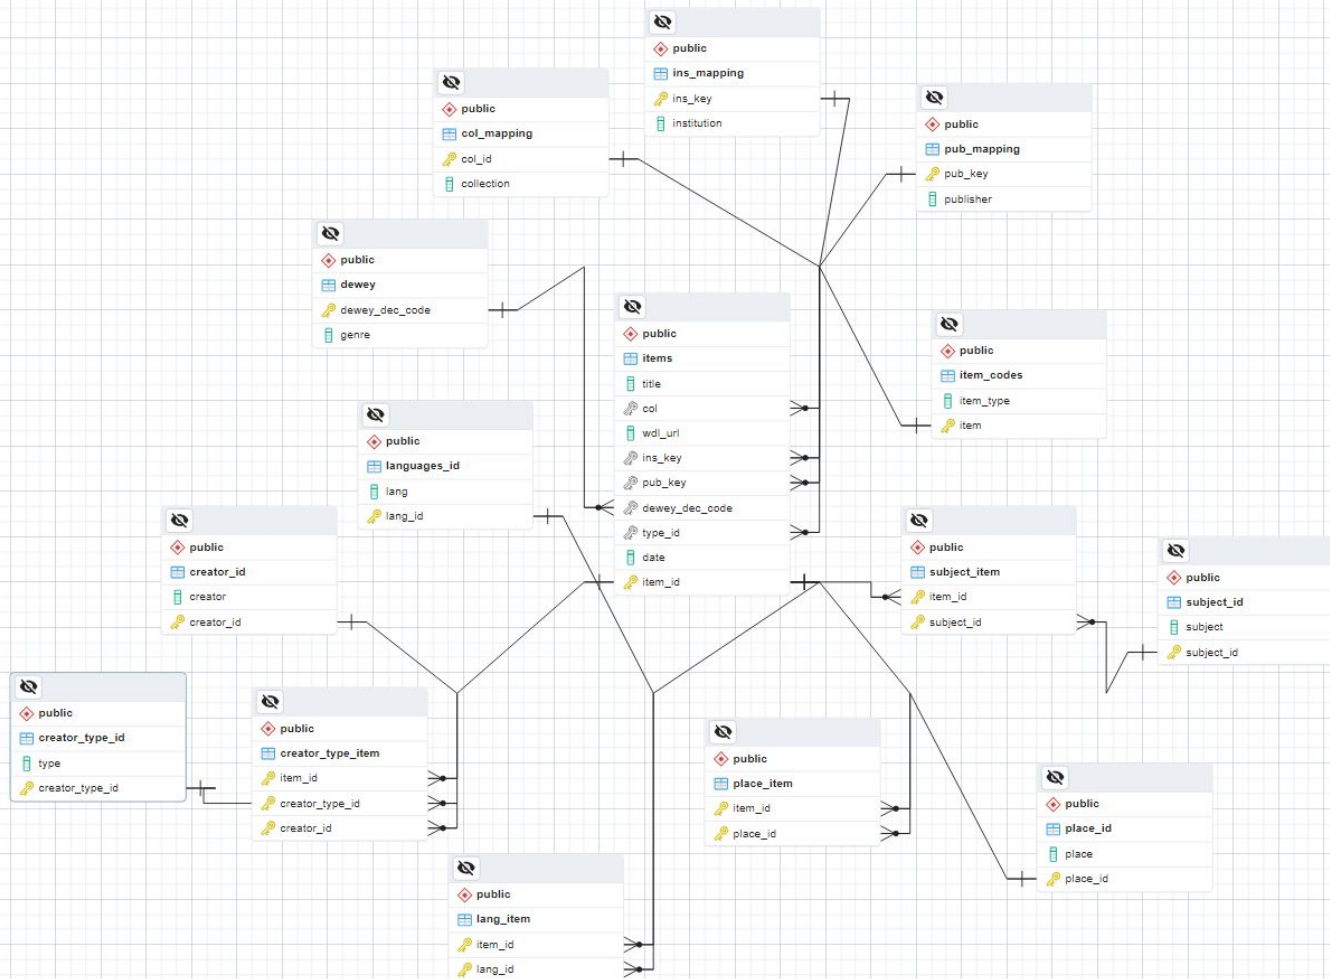 public
ins_mapping
ins_key
institution
public
col_mapping
col_id
collection
public
pub_mapping
pub_key
publisher
public
dewey
dewey_dec_code
genre
public
items
title
col
wdl_url
ins_key
pub_key
dewey_dec_code
type_id
date
item_id
public
item_codes
item_type
item
public
languages_id
lang
lang_id
public
creator_id
creator
creator_id
public
subject_item
item_id
subject_id
public
subject_id
subject
subject_id
public
creator_type_id
type
creator_type_id
public
creator_type_item
item_id
creator_type_id
creator_id
public
place_item
item_id
place_id
public
place_id
place
place_id
public
lang_item
item_id
lang_id